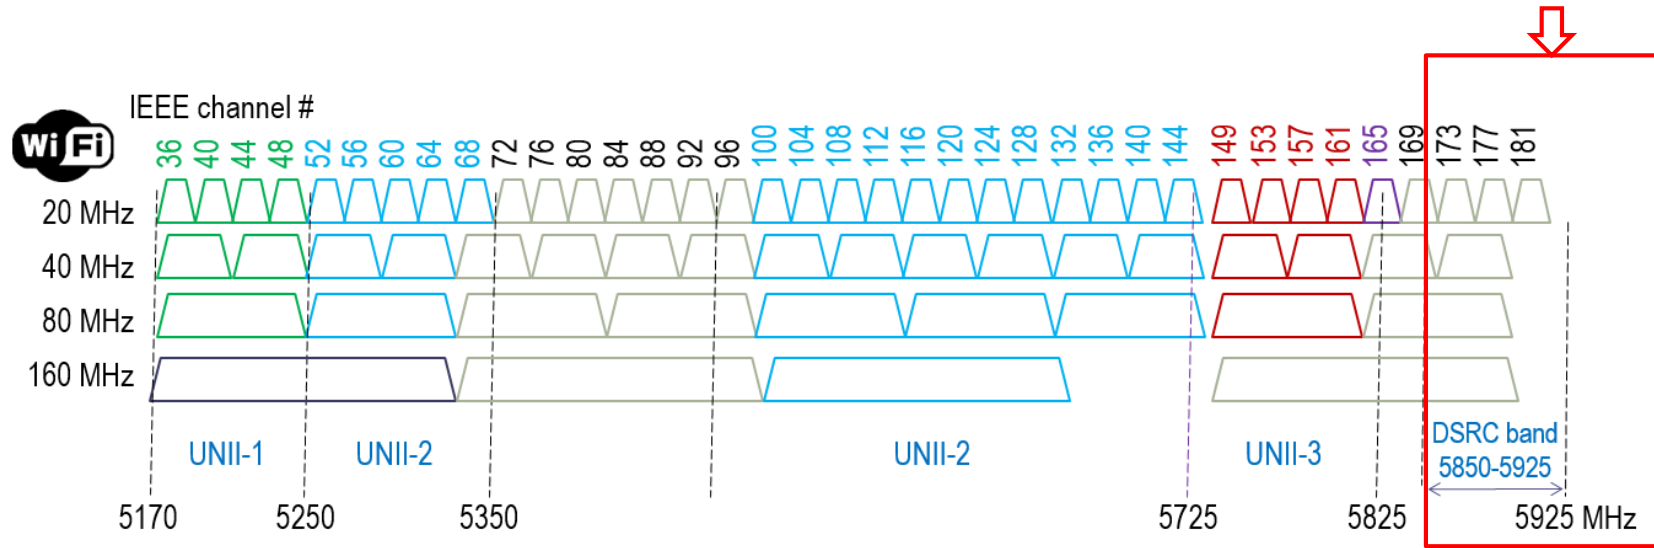 IEEE channel #
WiFi
36 40 44 48 52 56 60 64 68 72 76 80 84 88 92 96 100 104 108 112 116 120 124 128 132 136 140 144 149 153 157 161 165 169 173 177 181
20 MHz
40 MHz
80 MHz
160 MHz
UNII-1 UNII-2 UNII-2 UNII-3 DSRC band
5850-5925
5170 5250 5350 5725 5825 5925 MHz